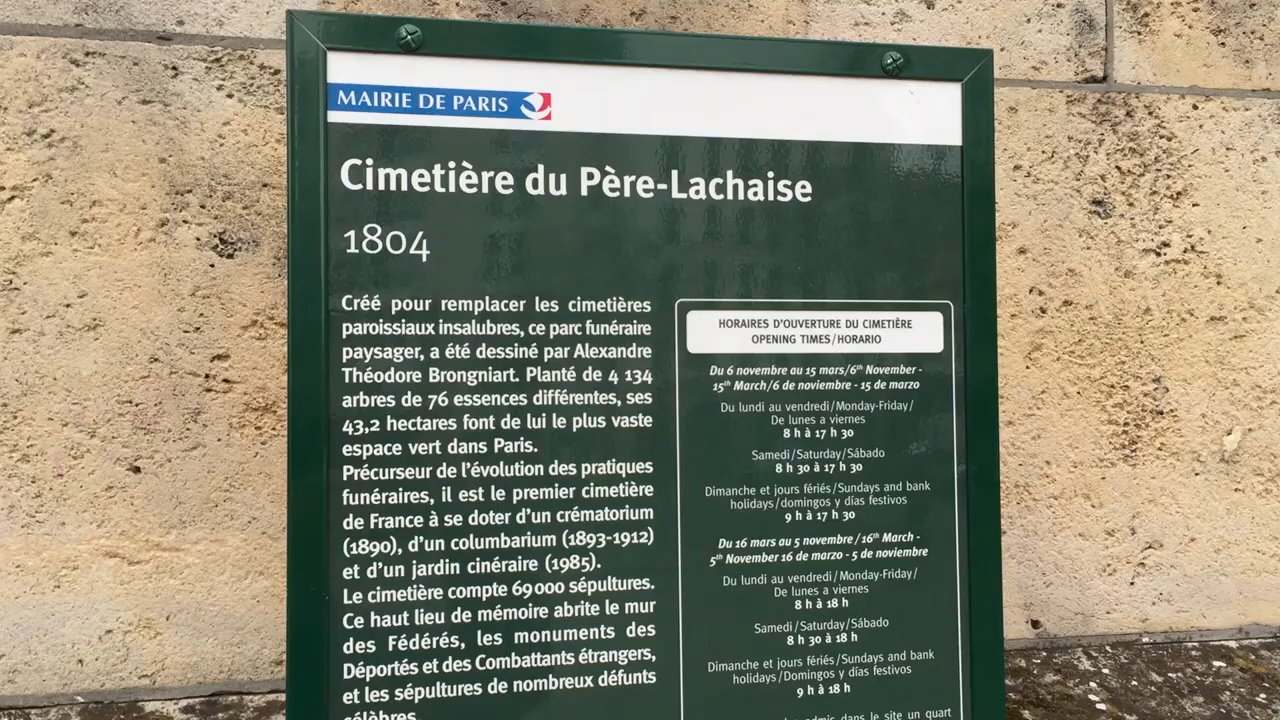 MAIRIE DE PARIS
Cimetière du Père-Lachaise
1804
Créé pour remplacer les cimetières
paroissiaux insalubres, ce parc funéraire
paysager, a été dessiné par Alexandre
Théodore Brongniart. Planté de 4 134
arbres de 76 essences différentes, ses
43,2 hectares font de lui le plus vaste
espace vert dans Paris.
Précurseur de l'évolution des pratiques
funéraires, il est le premier cimetière
de France à se doter d'un crématorium
(1890), d'un columbarium (1893-1912)
et d'un jardin cinéraire (1985).
Le cimetière compte 69 000 sépultures.
Ce haut lieu de mémoire abrite le mur
des Fédérés, les monuments des
Déportés et des Combattants étrangers,
et les sépultures de nombreux défunts
célèbres.
HORAIRES D'OUVERTURE DU CIMETIÈRE
OPENING TIMES/HORARIO
Du 6 novembre au 15 mars/6th November -
15th March/6 de noviembre - 15 de marzo
Du lundi au vendredi/Monday-Friday/
De lunes a viernes
8 h à 17 h 30
Samedi/Saturday/Sábado
8 h 30 à 17 h 30
Dimanche et jours fériés/Sundays and bank
holidays/domingos y días festivos
9 h à 17 h 30
Du 16 mars au 5 novembre/16th March -
5th November 16 de marzo - 5 de noviembre
Du lundi au vendredi/Monday-Friday/
De lunes a viernes
8 h à 18 h
Samedi/Saturday/Sábado
8 h 30 à 18 h
Dimanche et jours fériés/Sundays and bank
holidays/Domingos y días festivos
9 h à 18 h
admis dans le site un quart